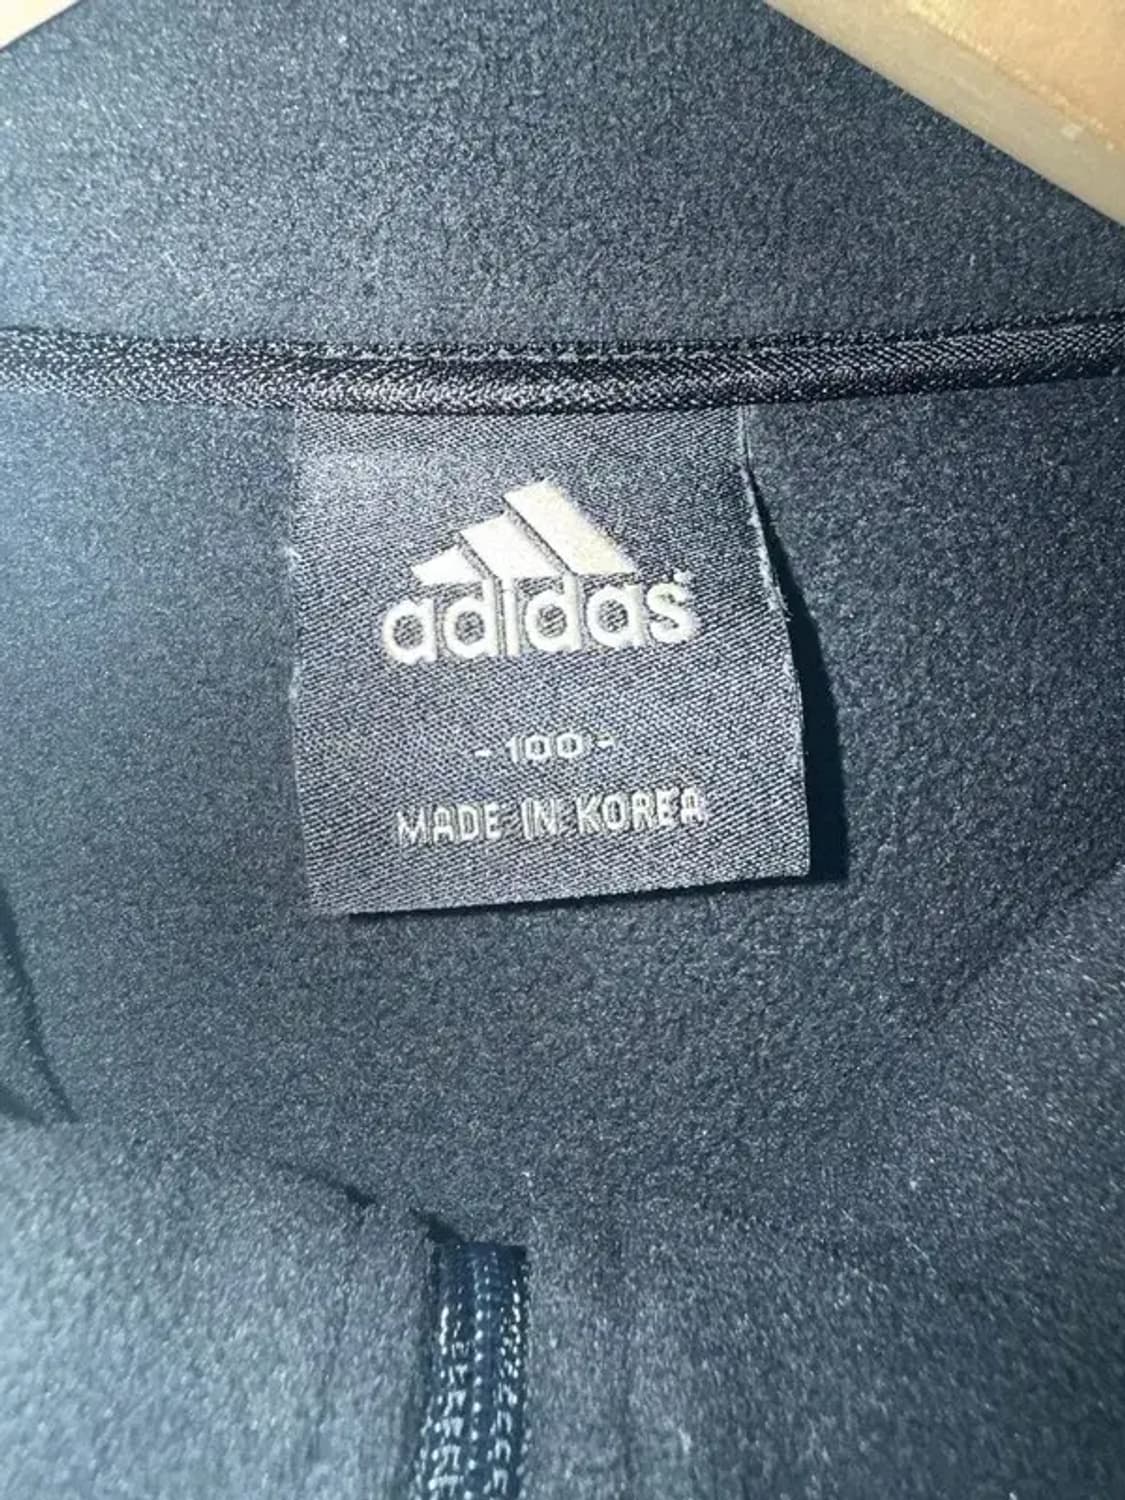 adidas
- 100 -
MADE IN KOREA